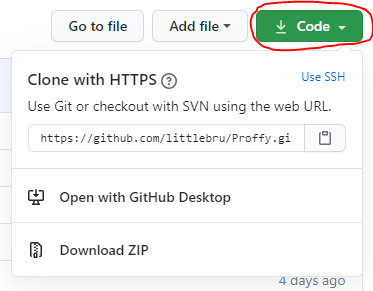 Go to file Add file Code
Clone with HTTPS Use SSH
Use Git or checkout with SVN using the web URL.
https://github.com/littlebru/Proffy.gi
Open with GitHub Desktop
Download ZIP
4 days ago